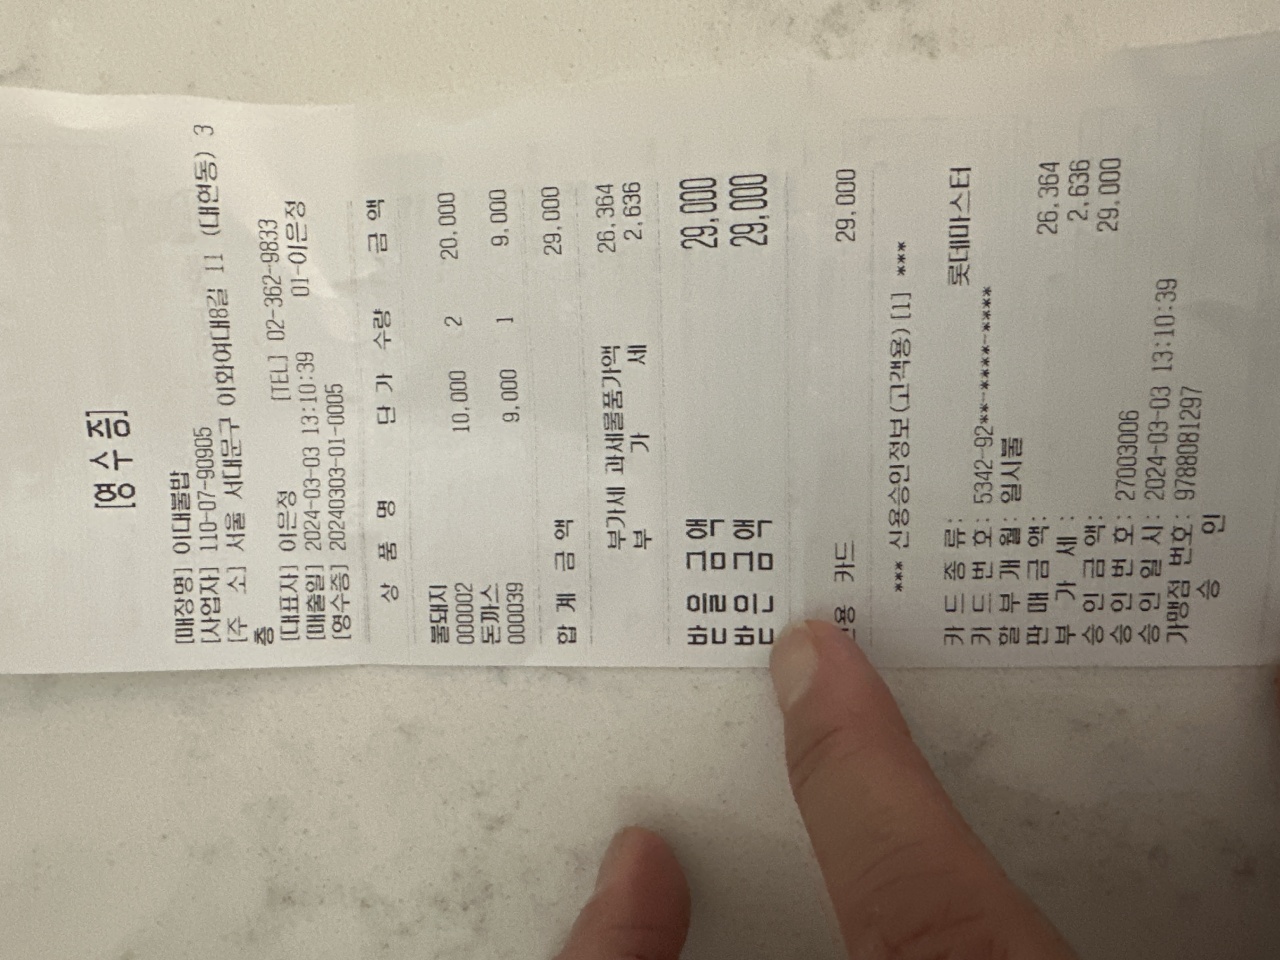 [영수증]
[매장명] 이대불밥
[사업자] 110-07-90905
[주 소] 서울 서대문구 이화여대8길 11 (대현동) 3
층
[대표자] 이은정 [TEL] 02-362-9833
[매출일] 2024-03-03 13:10:39 01-이은정
[영수증] 20240303-01-0005
상 품 명 단 가 수량 금 액
불돼지
000002 10,000 2 20,000
돈까스
000039 9,000 1 9,000
합 계 금 액 29,000
부가세 과세물품가액 26,364
부 가 세 2,636
받을금액 29,000
받은금액 29,000
용 카드 29,000
*** 신용승인정보(고객용) [1] ***
카 드 종 류: 롯데마스터
카 드 번 호: 5342-92**-****-****
할 부 개 월: 일시불
판 매 금 액: 26,364
부 가 세: 2,636
승 인 금 액: 29,000
승 인 번 호: 27003006
승 인 일 시: 2024-03-03 13:10:39
가맹점 번호: 9788081297
승 인